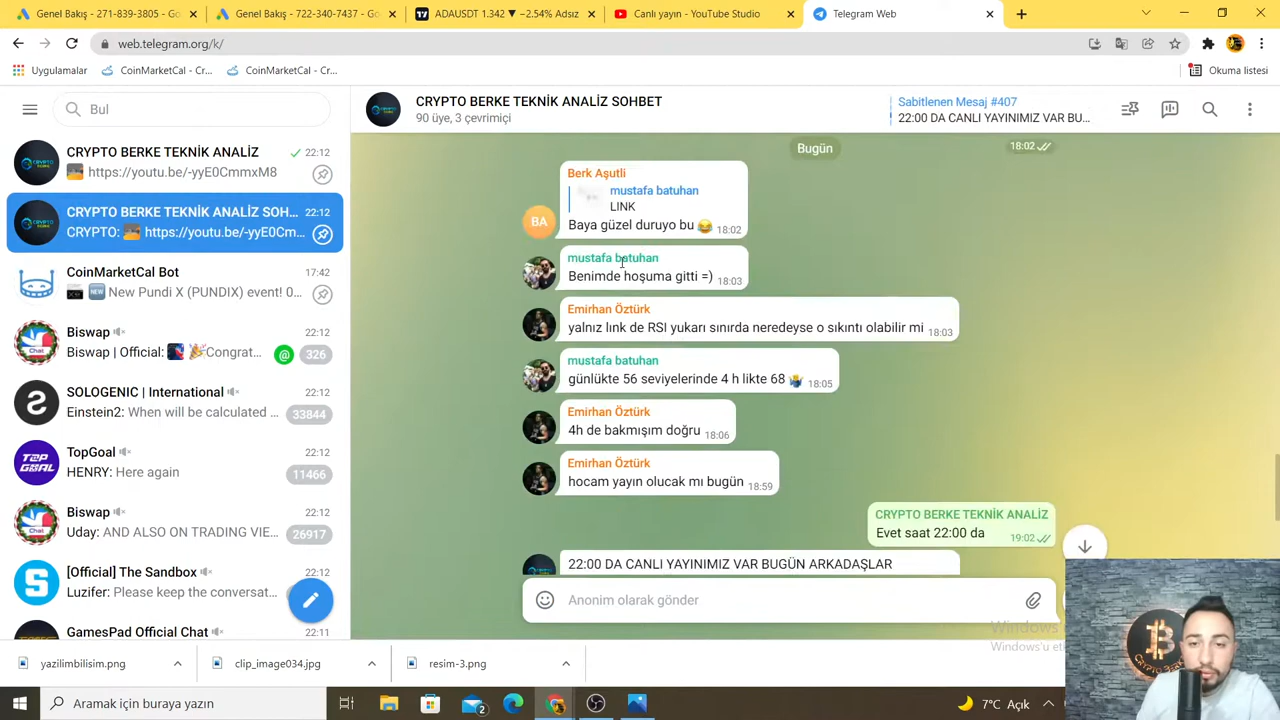 Genel Bakış - 271-839-3805 - Go
Genel Bakış - 722-340-7437 - Go
ADAUSDT 1.342 ▼ −2.54% Adsız
Canlı yayın - YouTube Studio
Telegram Web
web.telegram.org/k/
Uygulamalar
CoinMarketCal - Cr...
CoinMarketCal - Cr...
Okuma listesi
Bul
CRYPTO BERKE TEKNİK ANALİZ 22:12
https://youtu.be/-yyE0CmmxM8
CRYPTO BERKE TEKNİK ANALİZ SOH... 22:12
CRYPTO: https://youtu.be/-yyE0Cm...
CoinMarketCal Bot 17:42
New Pundi X (PUNDIX) event! 0...
Biswap 22:12
Biswap | Official: Congrat... @ 326
SOLOGENIC | International 22:12
Einstein2: When will be calculated ... 33844
TopGoal 22:12
HENRY: Here again 11466
Biswap 22:12
Uday: AND ALSO ON TRADING VIE... 26917
[Official] The Sandbox 22:12
Luzifer: Please keep the conversat...
GamesPad Official Chat 22:11
CRYPTO BERKE TEKNİK ANALİZ SOHBET
90 üye, 3 çevrimiçi
Sabitlenen Mesaj #407
22:00 DA CANLI YAYINIMIZ VAR BU...
Bugün
18:02
Berk Aşutli
mustafa batuhan
LINK
BA
Baya güzel duruyo bu 😂 18:02
mustafa batuhan
Benimde hoşuma gitti =) 18:03
Emirhan Öztürk
yalnız lınk de RSI yukarı sınırda neredeyse o sıkıntı olabilir mi 18:03
mustafa batuhan
günlükte 56 seviyelerinde 4 h likte 68 🤷‍♂️ 18:05
Emirhan Öztürk
4h de bakmışım doğru 18:06
Emirhan Öztürk
hocam yayın olucak mı bugün 18:59
CRYPTO BERKE TEKNİK ANALİZ
Evet saat 22:00 da 19:02
22:00 DA CANLI YAYINIMIZ VAR BUGÜN ARKADAŞLAR
Anonim olarak gönder
yazilimbilisim.png
clip_image034.jpg
resim-3.png
Aramak için buraya yazın
2
7°C Açık